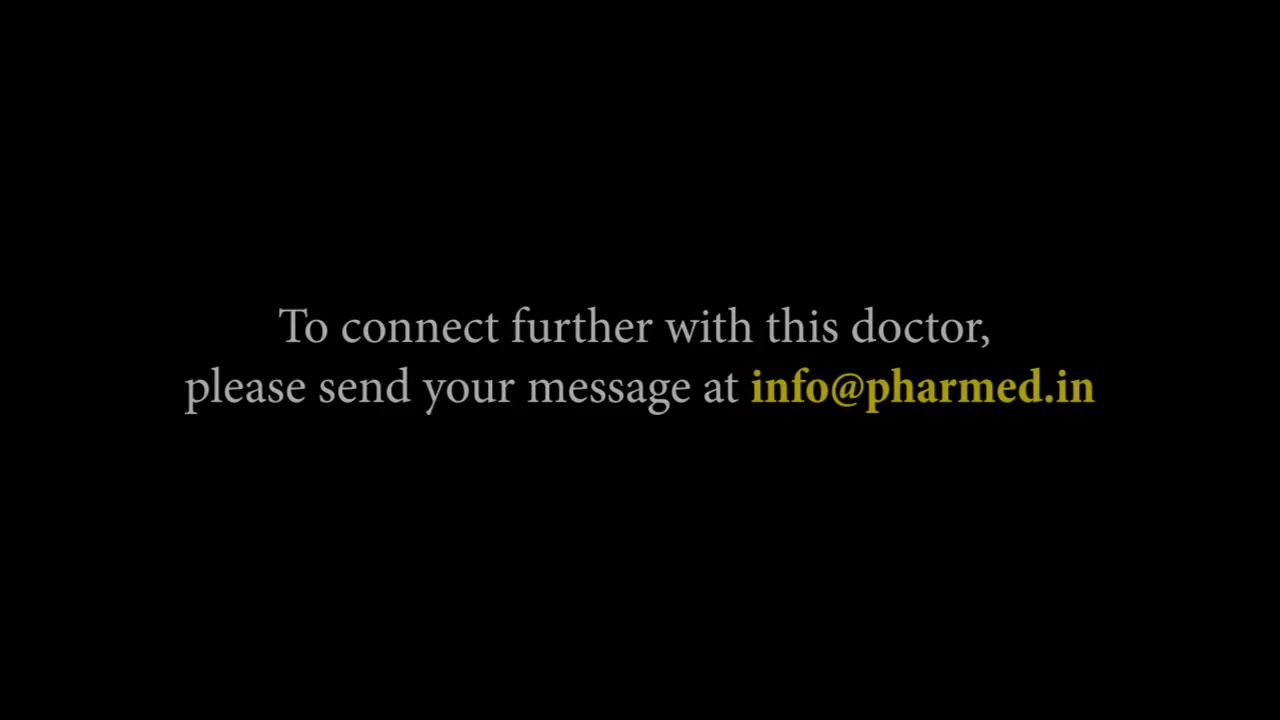 To connect further with this doctor,
please send your message at info@pharmed.in